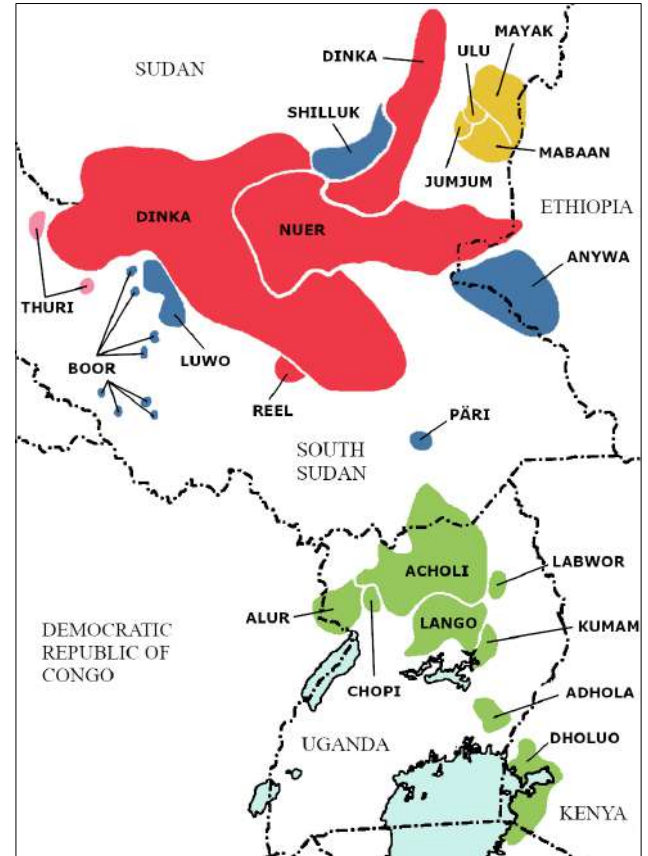 MAYAK
DINKA
ULU
SUDAN
SHILLUK
MABAAN
JUMJUM
ETHIOPIA
DINKA
NUER
ANYWA
THURI
LUWO
BOOR
REEL
PÄRI
SOUTH
SUDAN
LABWOR
ACHOLI
ALUR
LANGO
KUMAM
DEMOCRATIC
REPUBLIC OF
CONGO
CHOPI
ADHOLA
UGANDA
DHOLUO
KENYA